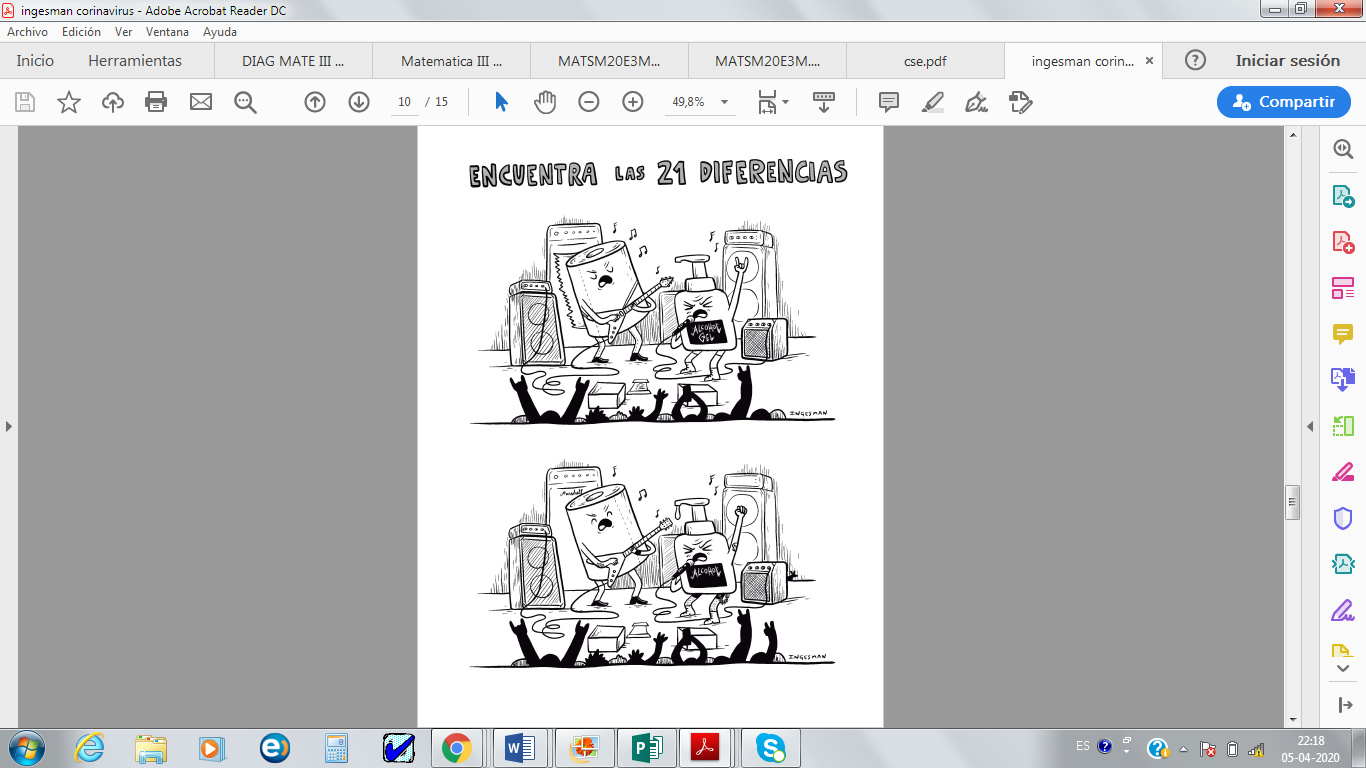 ingesman corinavirus - Adobe Acrobat Reader DC
Archivo Edición Ver Ventana Ayuda
Inicio Herramientas DIAG MATE III ... Matematica III ... MATSM20E3M... MATSM20E3M.... cse.pdf ingesman corin... × ? Iniciar sesión
10 / 15 49,8% Compartir
ENCUENTRA LAS 21 DIFERENCIAS
ALCOHOL
GEL
INGESMAN
Marshall
ALCOHOL
INGESMAN
ES 22:18
05-04-2020